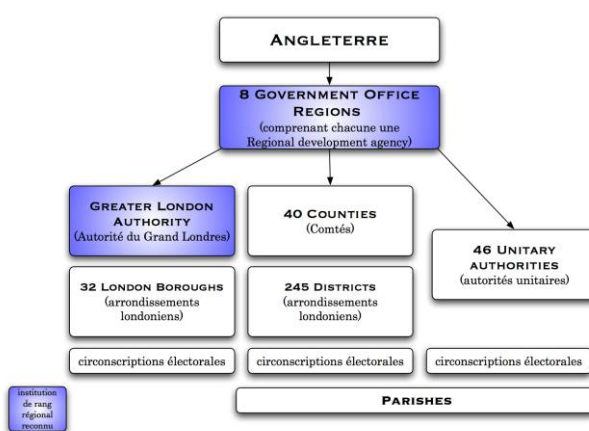 ANGLETERRE
8 GOVERNMENT OFFICE
REGIONS
(comprenant chacune une
Regional development agency)
GREATER LONDON
AUTHORITY
(Autorité du Grand Londres)
40 COUNTIES
(Comtés)
46 UNITARY
AUTHORITIES
(autorités unitaires)
32 LONDON BOROUGHS
(arrondissements
londoniens)
245 DISTRICTS
(arrondissements
londoniens)
circonscriptions électorales
circonscriptions électorales
circonscriptions électorales
institution
de rang
régional
reconnu
PARISHES